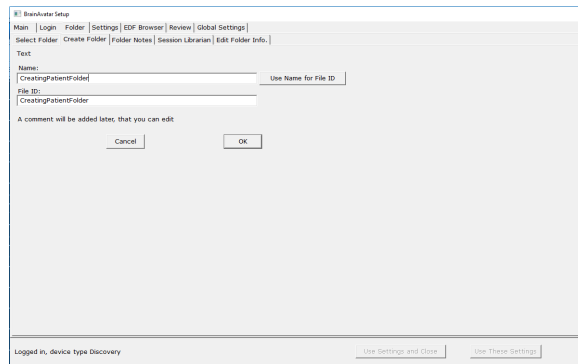 BrainAvatar Setup
Main Login Folder Settings EDF Browser Review Global Settings
Select Folder Create Folder Folder Notes Session Librarian Edit Folder Info.
Text
Name:
CreatingPatientFolder Use Name for File ID
File ID:
CreatingPatientFolder
A comment will be added later, that you can edit
Cancel OK
Logged in, device type Discovery Use Settings and Close Use These Settings